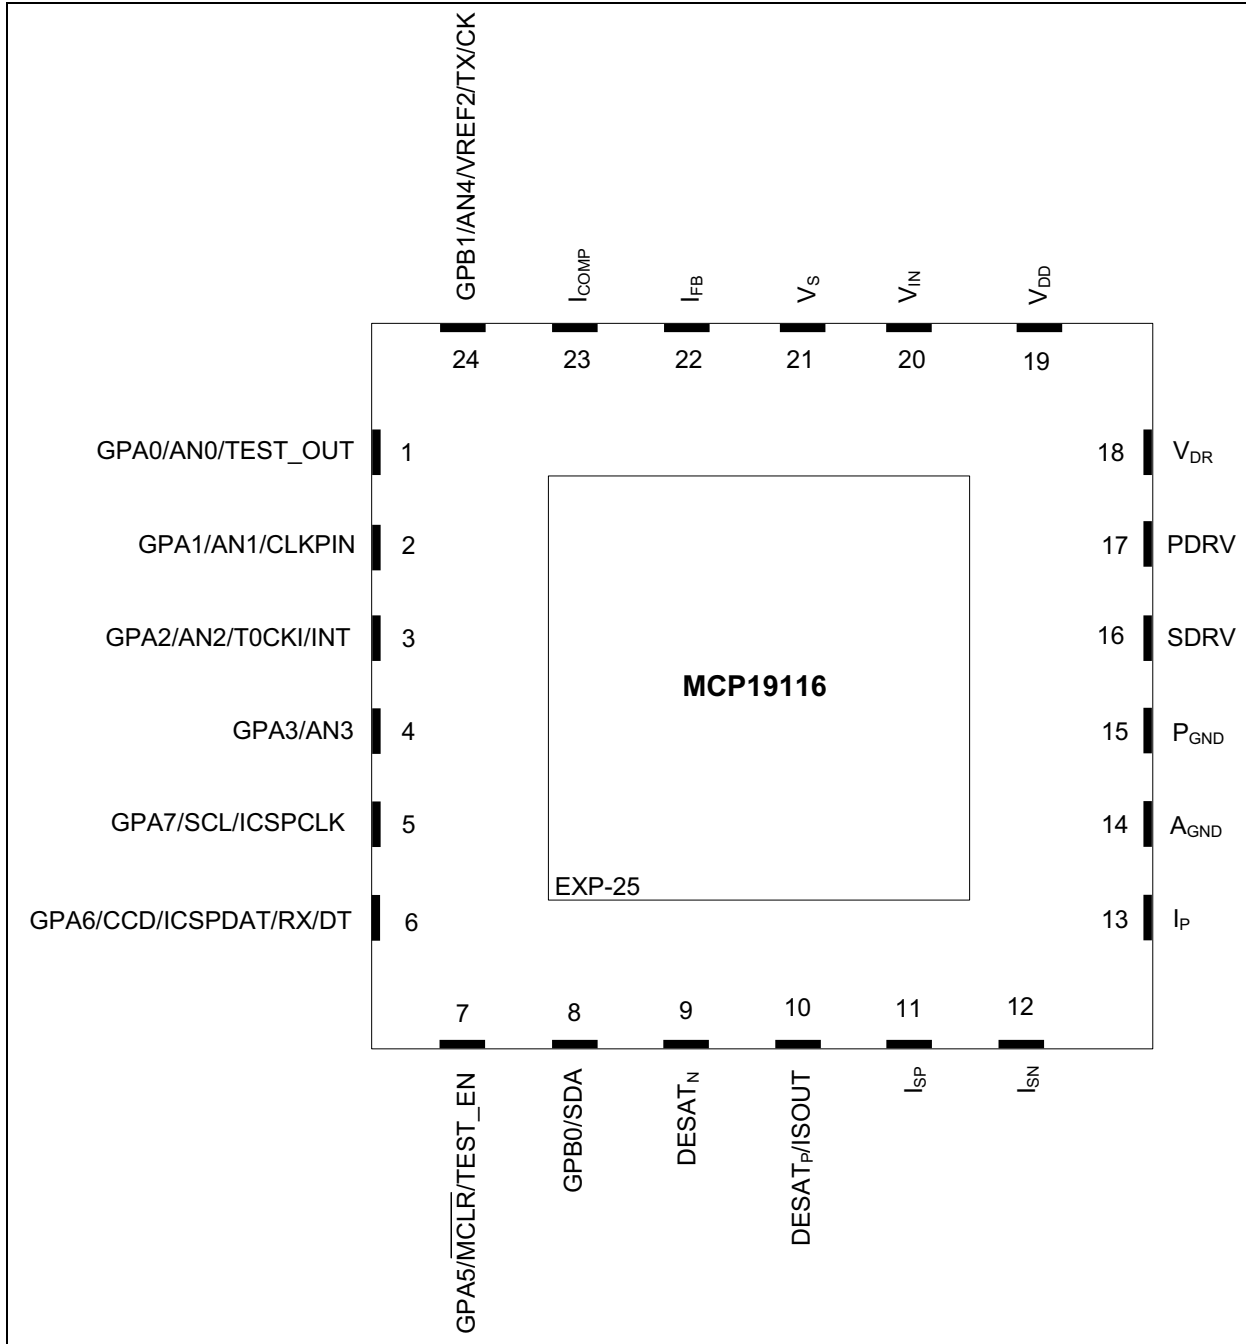 GPB1/AN4/VREF2/TX/CK
ICOMP
IFB
VS
VIN
VDD
24
23
22
21
20
19
GPA0/AN0/TEST_OUT
1
18
VDR
GPA1/AN1/CLKPIN
2
17
PDRV
GPA2/AN2/T0CKI/INT
3
16
SDRV
MCP19116
GPA3/AN3
4
15
PGND
GPA7/SCL/ICSPCLK
5
14
AGND
EXP-25
GPA6/CCD/ICSPDAT/RX/DT
6
13
IP
7
8
9
10
11
12
GPA5/MCLR/TEST_EN
GPB0/SDA
DESATN
DESATP/ISOUT
ISP
ISN